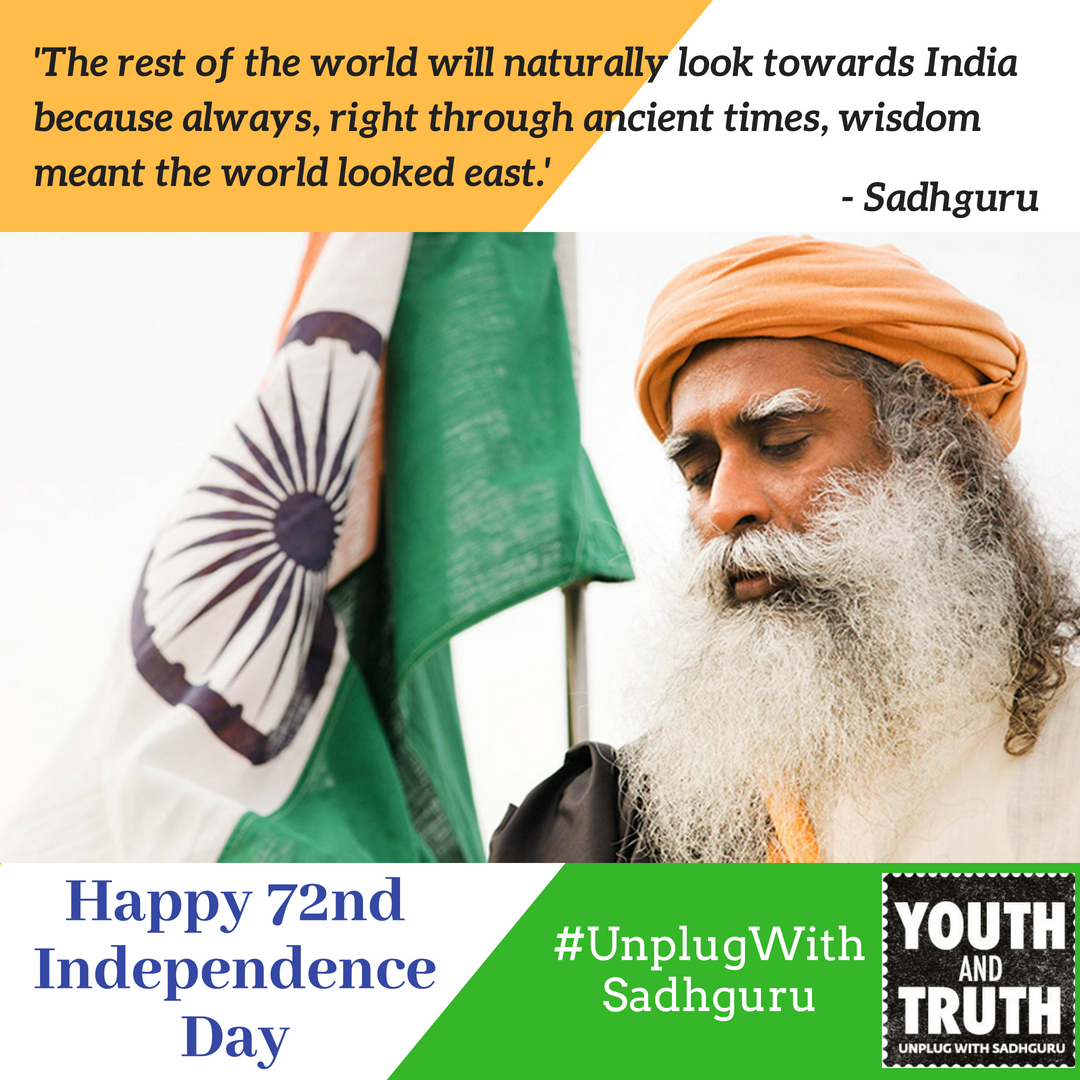 'The rest of the world will naturally look towards India
because always, right through ancient times, wisdom
meant the world looked east.'
- Sadhguru
Happy 72nd
Independence
Day
#UnplugWith
Sadhguru
YOUTH
AND
TRUTH
UNPLUG WITH SADHGURU